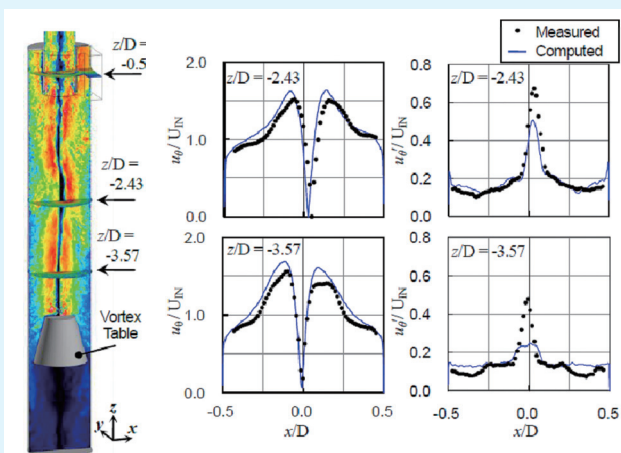 Measured
Computed
z/D =
-0.5
z/D =
-2.43
z/D =
-3.57
Vortex
Table
z
y
x
2.0
1.0
0.0
uθ/ UIN
z/D = -2.43
0.8
0.6
0.4
0.2
0.0
uθ'/ UIN
z/D = -2.43
2.0
1.0
0.0
uθ/ UIN
z/D = -3.57
-0.5
0.0
0.5
x/D
0.8
0.6
0.4
0.2
0.0
uθ'/ UIN
z/D = -3.57
-0.5
0.0
0.5
x/D